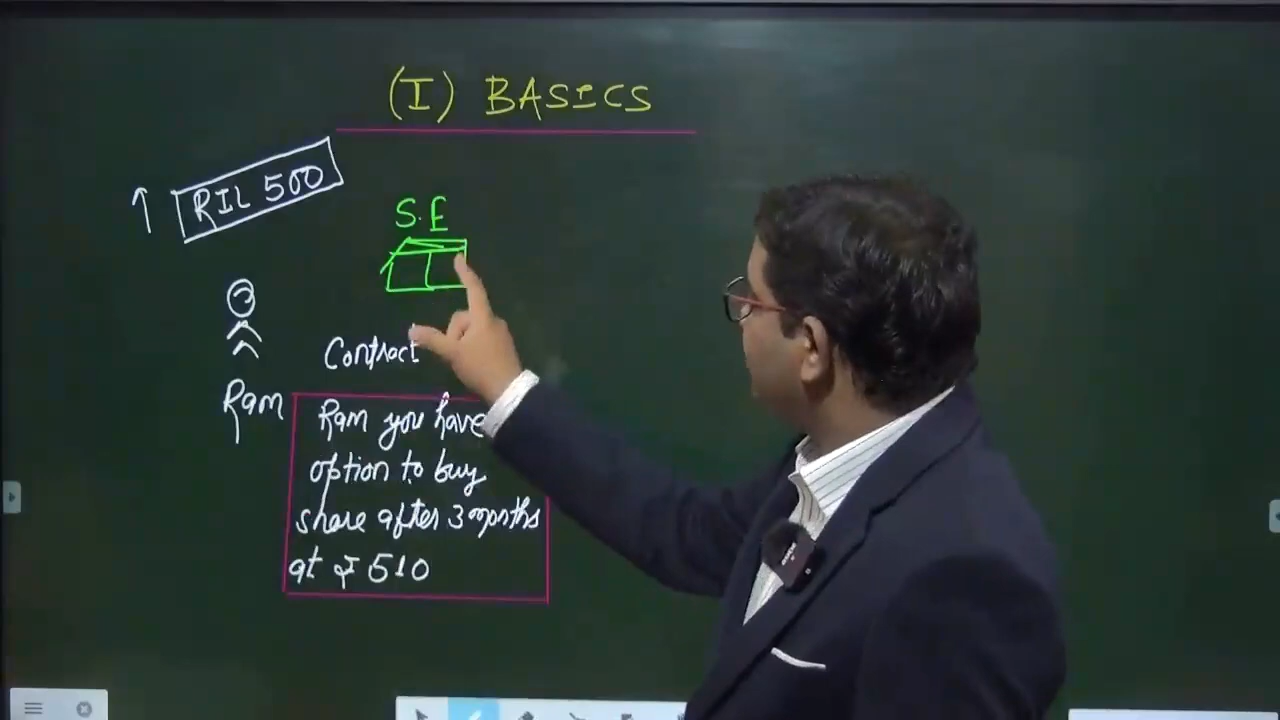 (I) BASICS
↑ RIL 500
S.E
Contract
Ram
Ram you have
option to buy
share after 3 months
at ₹ 510